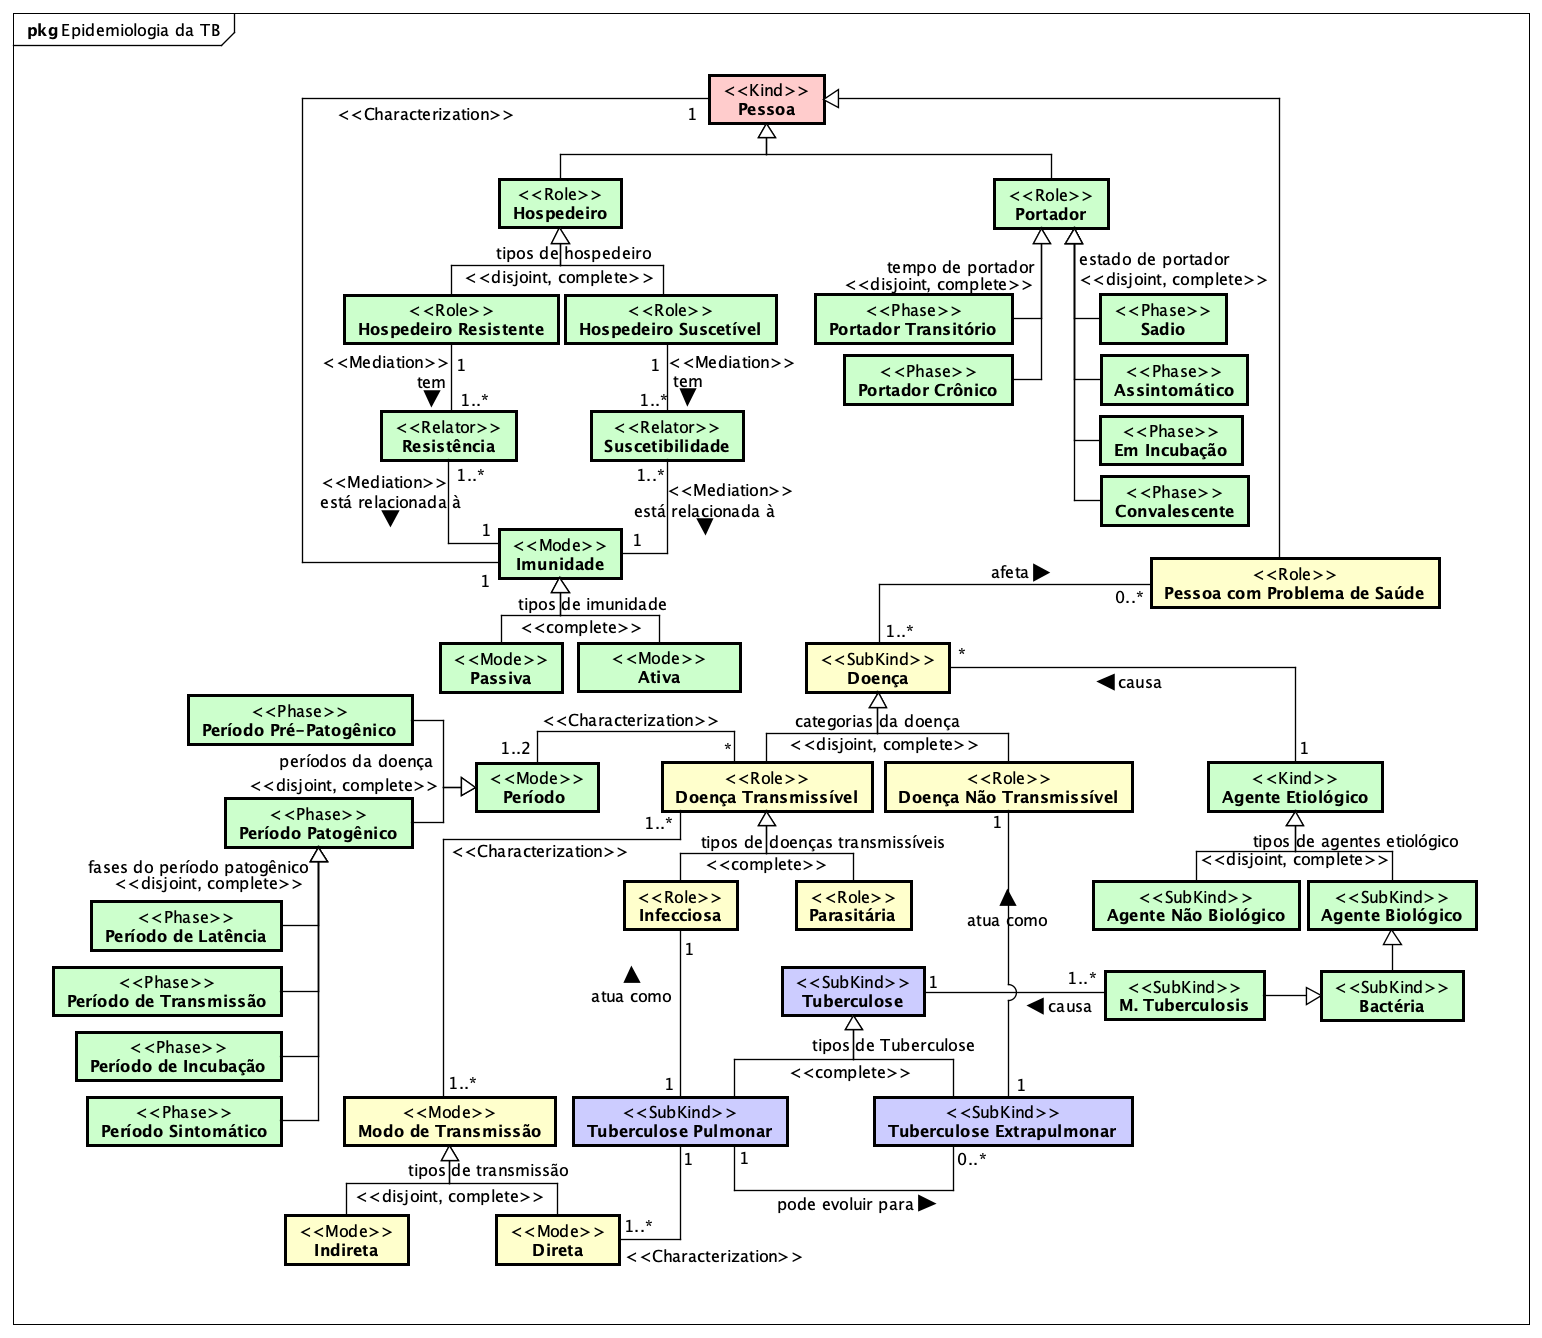 pkg Epidemiologia da TB
<<Kind>>
Pessoa
<<Characterization>>
1
<<Role>>
Hospedeiro
<<Role>>
Portador
tipos de hospedeiro
<<disjoint, complete>>
tempo de portador
<<disjoint, complete>>
estado de portador
<<disjoint, complete>>
<<Role>>
Hospedeiro Resistente
<<Role>>
Hospedeiro Suscetível
<<Phase>>
Portador Transitório
<<Phase>>
Sadio
<<Mediation>>
tem
1
1..*
1
<<Mediation>>
tem
1..*
<<Phase>>
Portador Crônico
<<Phase>>
Assintomático
<<Relator>>
Resistência
<<Relator>>
Suscetibilidade
<<Phase>>
Em Incubação
<<Mediation>>
está relacionada à
1..*
1
1..*
<<Mediation>>
está relacionada à
1
<<Phase>>
Convalescente
<<Mode>>
Imunidade
1
afeta
0..*
<<Role>>
Pessoa com Problema de Saúde
tipos de imunidade
<<complete>>
1..*
<<Mode>>
Passiva
<<Mode>>
Ativa
<<SubKind>>
Doença
*
causa
1
<<Phase>>
Período Pré-Patogênico
<<Characterization>>
1..2
*
categorias da doença
<<disjoint, complete>>
períodos da doença
<<disjoint, complete>>
<<Mode>>
Período
<<Role>>
Doença Transmissível
<<Role>>
Doença Não Transmissível
<<Kind>>
Agente Etiológico
<<Phase>>
Período Patogênico
1..*
<<Characterization>>
1
tipos de doenças transmissíveis
<<complete>>
tipos de agentes etiológico
<<disjoint, complete>>
fases do período patogênico
<<disjoint, complete>>
<<Role>>
Infecciosa
<<Role>>
Parasitária
<<SubKind>>
Agente Não Biológico
<<SubKind>>
Agente Biológico
<<Phase>>
Período de Latência
atua como
1
atua como
<<Phase>>
Período de Transmissão
<<SubKind>>
Tuberculose
1
1..*
causa
<<SubKind>>
M. Tuberculosis
<<SubKind>>
Bactéria
<<Phase>>
Período de Incubação
tipos de Tuberculose
<<complete>>
1..*
1
1
<<Phase>>
Período Sintomático
<<Mode>>
Modo de Transmissão
<<SubKind>>
Tuberculose Pulmonar
<<SubKind>>
Tuberculose Extrapulmonar
tipos de transmissão
<<disjoint, complete>>
1
1
0..*
pode evoluir para
<<Mode>>
Indireta
<<Mode>>
Direta
1..*
<<Characterization>>